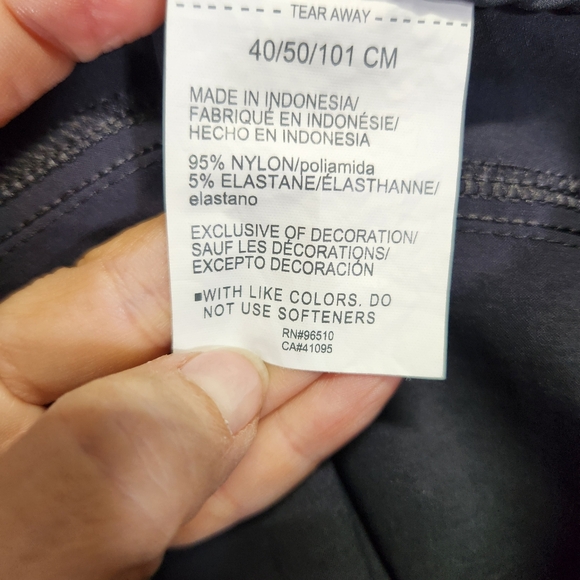 TEAR AWAY
40/50/101 CM
MADE IN INDONESIA/
FABRIQUÉ EN INDONÉSIE/
HECHO EN INDONESIA
95% NYLON/poliamida
5% ELASTANE/ÉLASTHANNE/
elastano
EXCLUSIVE OF DECORATION/
SAUF LES DÉCORATIONS/
EXCEPTO DECORACIÓN
■WITH LIKE COLORS. DO
NOT USE SOFTENERS
RN#96510
CA#41095